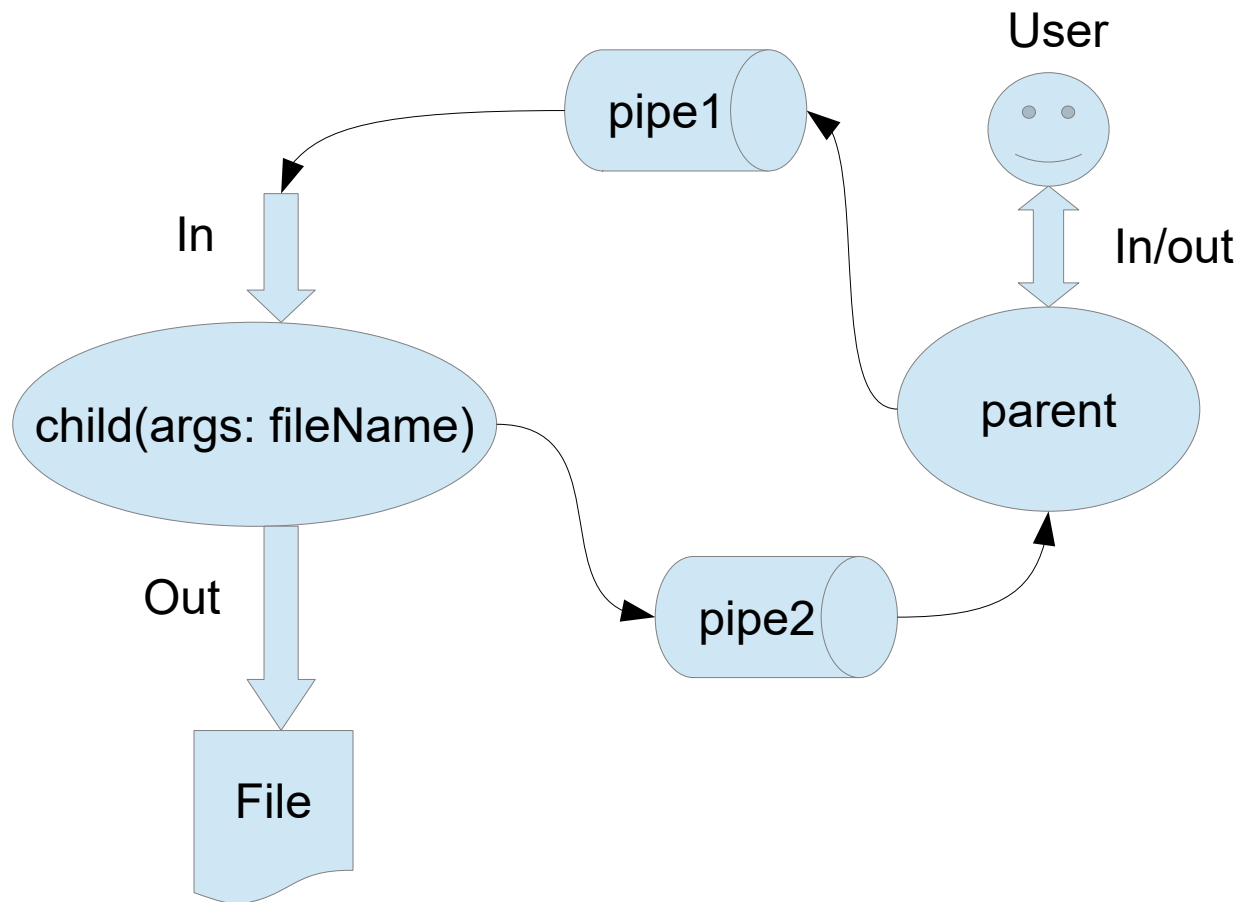 User
pipe1
In
In/out
child(args: fileName)
parent
Out
pipe2
File